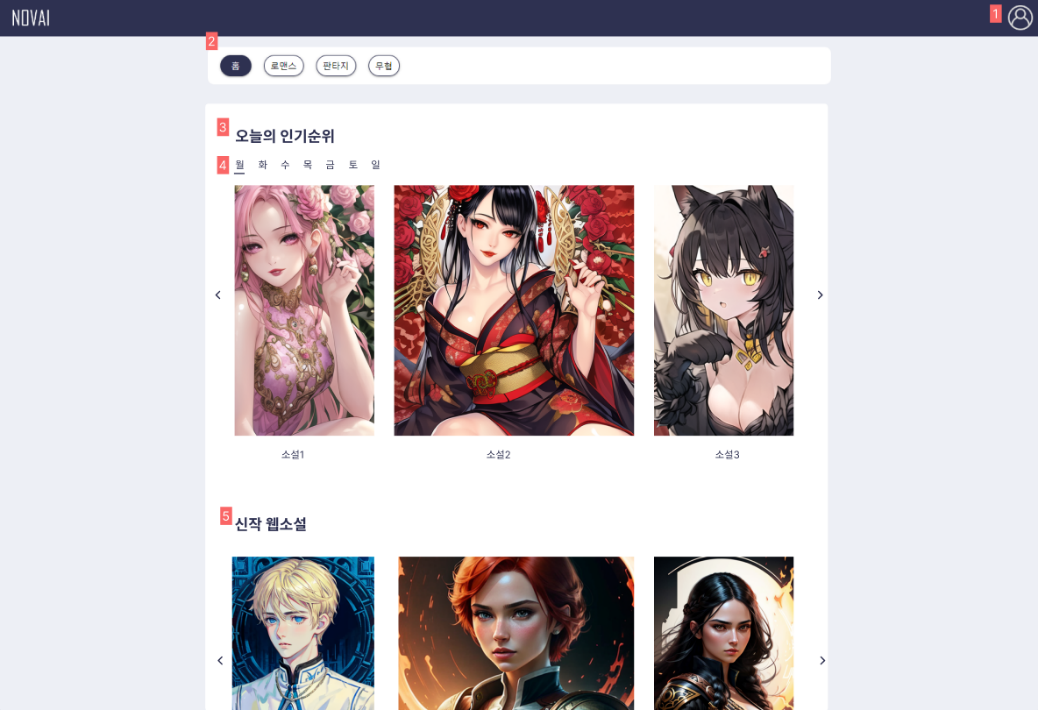 NOVAI
1
2
홈 로맨스 판타지 무협
3
오늘의 인기순위
4
월 화 수 목 금 토 일
소설1 소설2 소설3
5
신작 웹소설